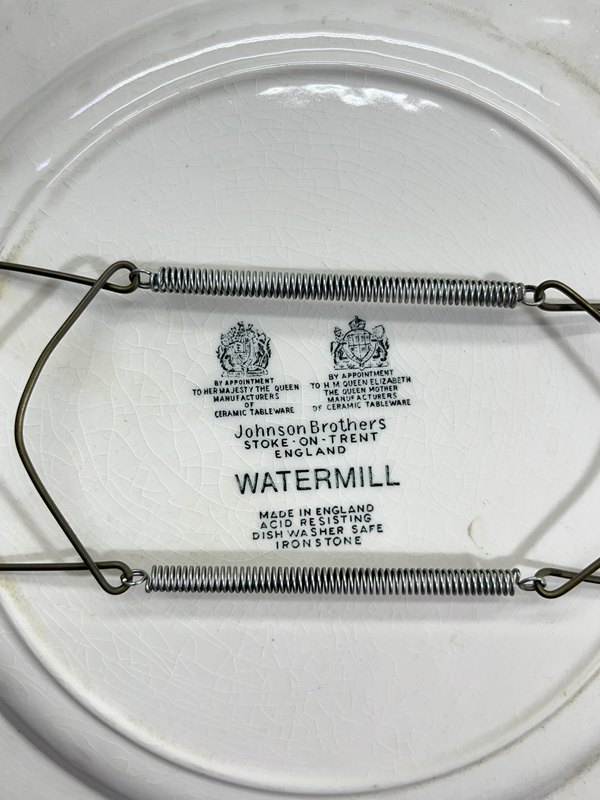 BY APPOINTMENT
TO HER MAJESTY THE QUEEN
MANUFACTURERS
OF
CERAMIC TABLEWARE
BY APPOINTMENT
TO H M QUEEN ELIZABETH
THE QUEEN MOTHER
MANUFACTURERS
OF CERAMIC TABLEWARE
Johnson Brothers
STOKE-ON-TRENT
ENGLAND
WATERMILL
MADE IN ENGLAND
ACID RESISTING
DISH WASHER SAFE
IRONSTONE